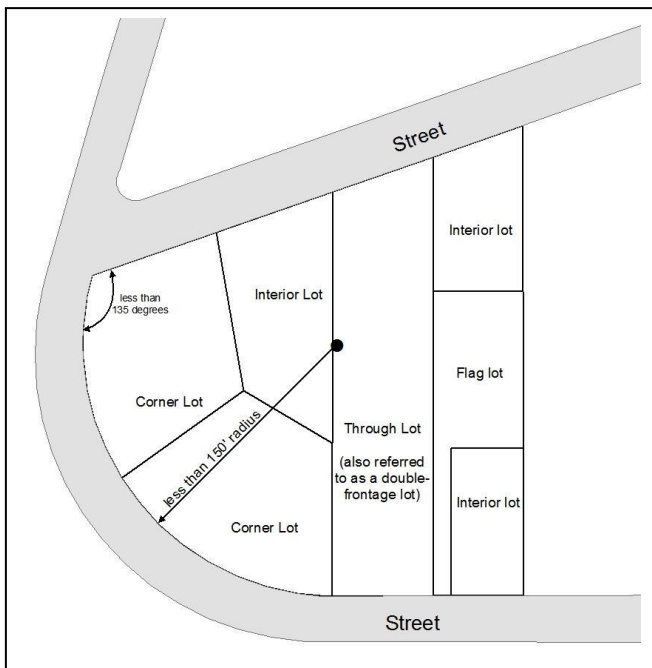 Street
Interior lot
less than
135 degrees
Interior Lot
Flag lot
Corner Lot
less than 150' radius
Through Lot
(also referred
to as a double-
frontage lot)
Interior lot
Corner Lot
Street